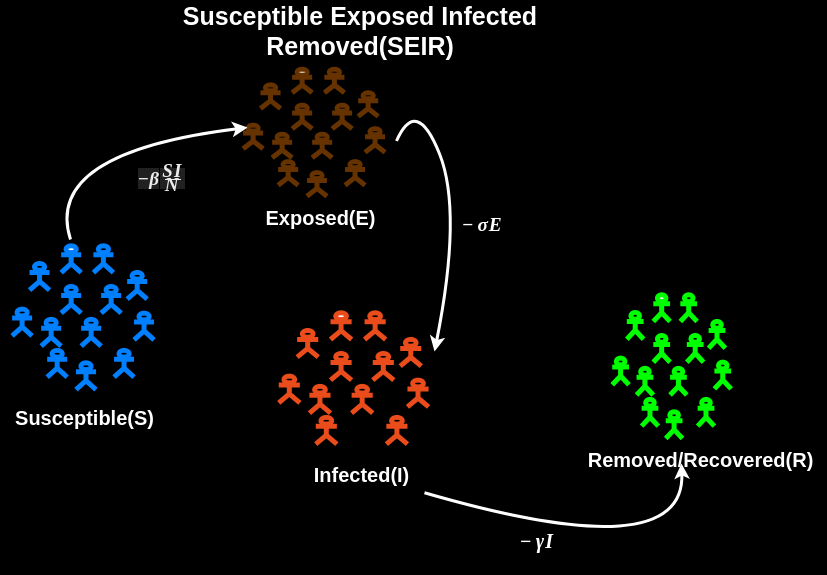 Susceptible Exposed Infected
Removed(SEIR)
−β SI/N
Exposed(E)
− σE
Susceptible(S)
Infected(I)
Removed/Recovered(R)
− γI